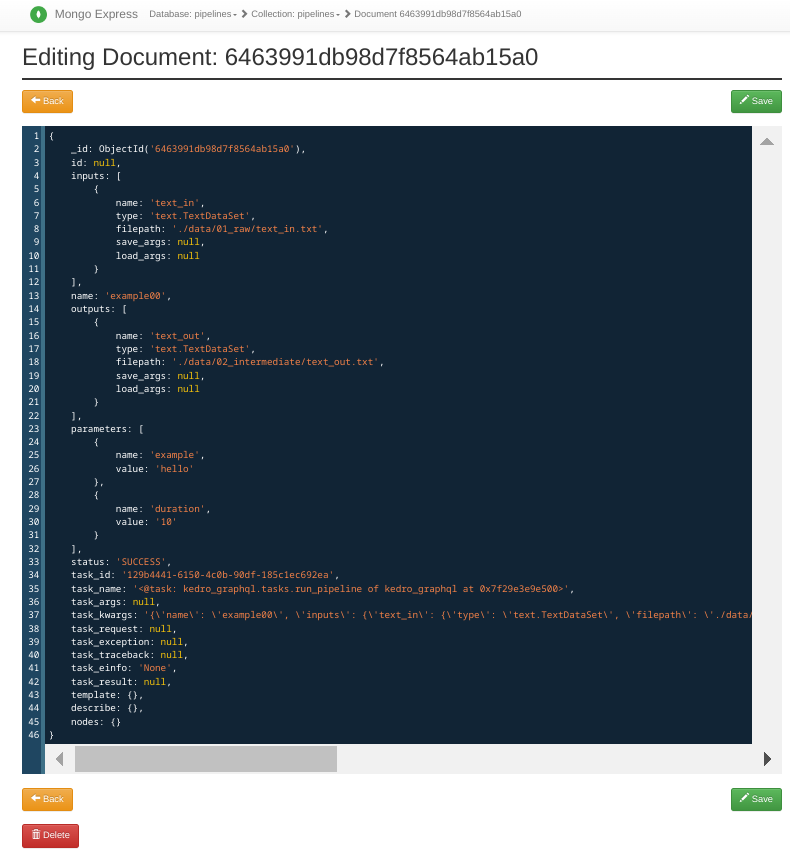 Mongo Express Database: pipelines Collection: pipelines Document 6463991db98d7f8564ab15a0
Editing Document: 6463991db98d7f8564ab15a0
Back Save
1 {
2 _id: ObjectId('6463991db98d7f8564ab15a0'),
3 id: null,
4 inputs: [
5 {
6 name: 'text_in',
7 type: 'text.TextDataSet',
8 filepath: './data/01_raw/text_in.txt',
9 save_args: null,
10 load_args: null
11 }
12 ],
13 name: 'example00',
14 outputs: [
15 {
16 name: 'text_out',
17 type: 'text.TextDataSet',
18 filepath: './data/02_intermediate/text_out.txt',
19 save_args: null,
20 load_args: null
21 }
22 ],
23 parameters: [
24 {
25 name: 'example',
26 value: 'hello'
27 },
28 {
29 name: 'duration',
30 value: '10'
31 }
32 ],
33 status: 'SUCCESS',
34 task_id: '129b4441-6150-4c0b-90df-185c1ec692ea',
35 task_name: '<@task: kedro_graphql.tasks.run_pipeline of kedro_graphql at 0x7f29e3e9e500>',
36 task_args: null,
37 task_kwargs: '{\'name\': \'example00\', \'inputs\': {\'text_in\': {\'type\': \'text.TextDataSet\', \'filepath\': \'./data/
38 task_request: null,
39 task_exception: null,
40 task_traceback: null,
41 task_einfo: 'None',
42 task_result: null,
43 template: {},
44 describe: {},
45 nodes: {}
46 }
Back Save
Delete